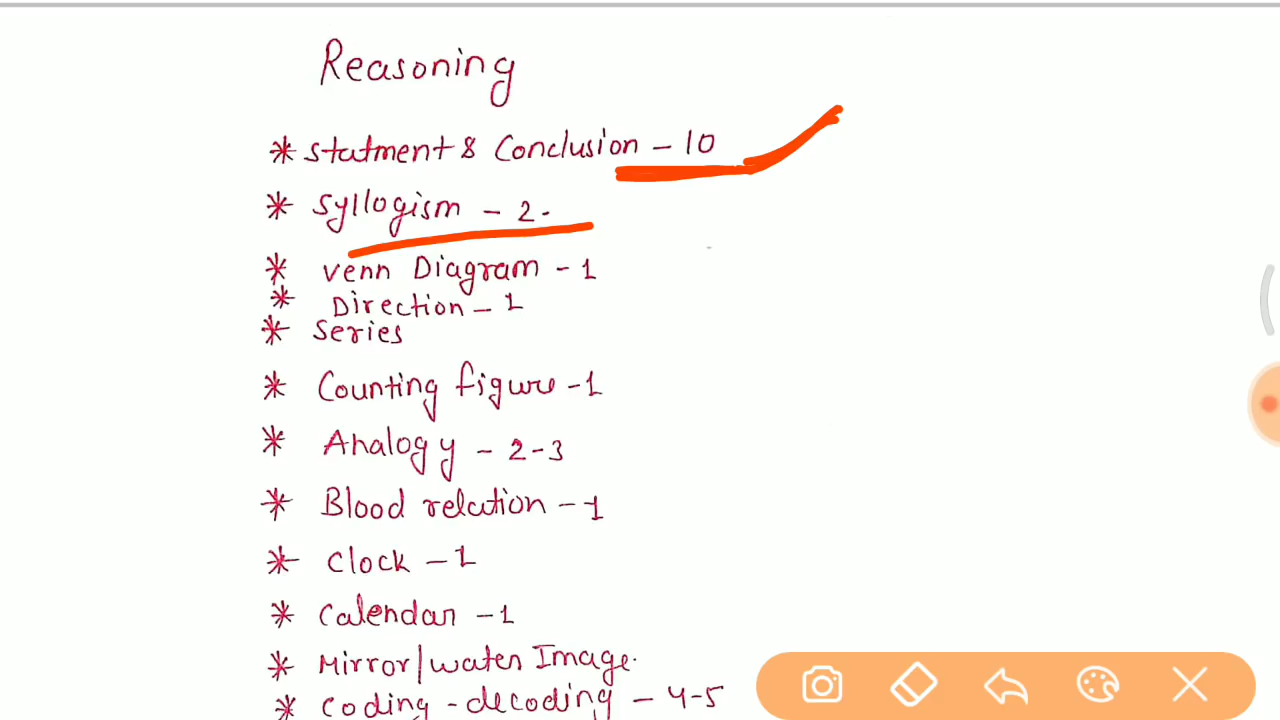 Reasoning
* Statment & Conclusion - 10
* Syllogism - 2.
* Venn Diagram - 1
* Direction - 1
* Series
* Counting figure - 1
* Analogy - 2-3
* Blood relation - 1
* Clock - 1
* Calendar - 1
* Mirror/water Image.
* Coding - decoding - 4-5